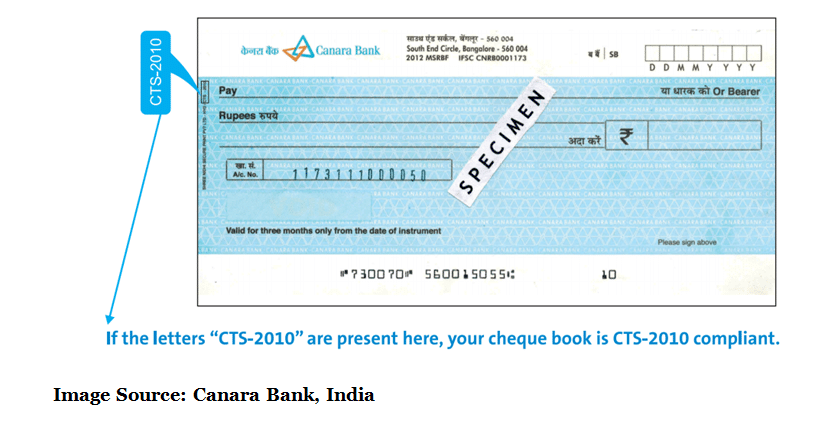 CTS-2010
केनरा बैंक Canara Bank
साउथ एंड सर्कल, बेंगलूर - 560 004
South End Circle, Bangalore - 560 004
2012 MSRBF IFSC CNRB0001173
ब बैं SB
D D M M Y Y Y Y
Pay या धारक को Or Bearer
Rupees रुपये
अदा करें ₹
SPECIMEN
खा. सं.
A/c. No. 1173111000050
Valid for three months only from the date of instrument
Please sign above
⑈730070⑈ 560015055⑆ 10
If the letters “CTS-2010” are present here, your cheque book is CTS-2010 compliant.
Image Source: Canara Bank, India